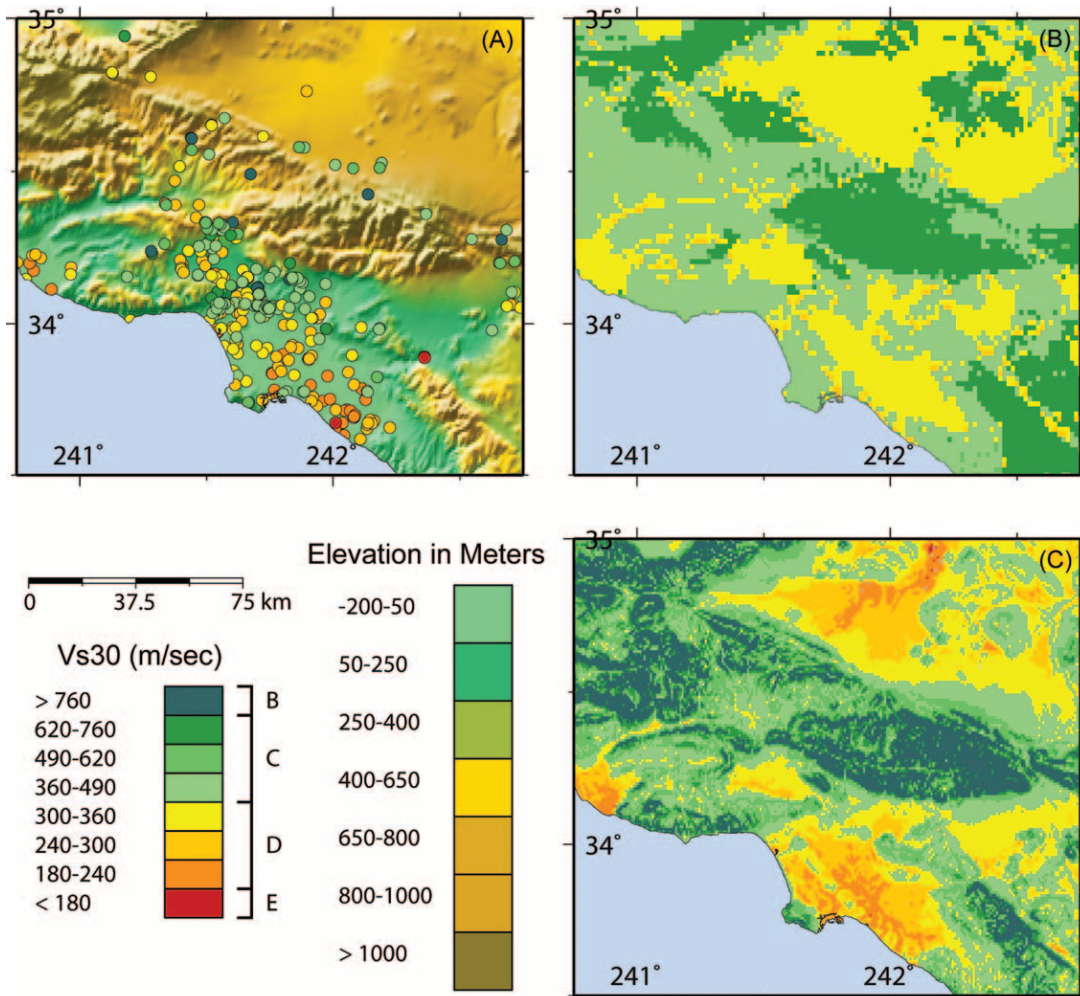 35˚
(A)
34˚
241˚
242˚
(B)
241˚
242˚
0
37.5
75 km
Vs30 (m/sec)
> 760
620-760
490-620
360-490
300-360
240-300
180-240
< 180
B
C
D
E
Elevation in Meters
-200-50
50-250
250-400
400-650
650-800
800-1000
> 1000
35˚
34˚
35˚
(C)
34˚
241˚
242˚